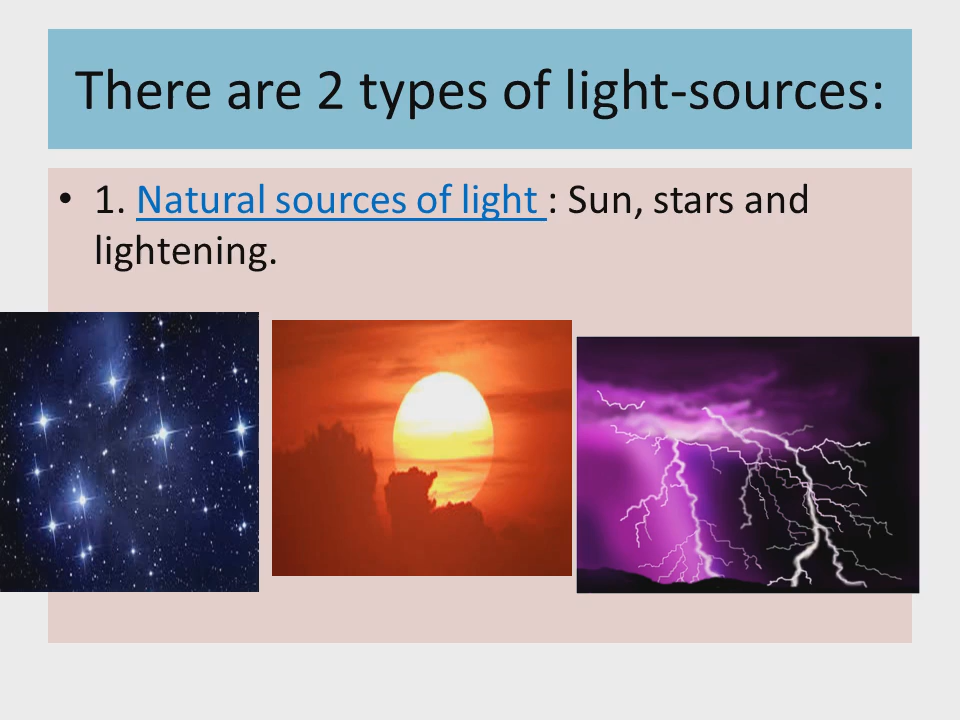 There are 2 types of light-sources:
• 1. Natural sources of light : Sun, stars and
lightening.